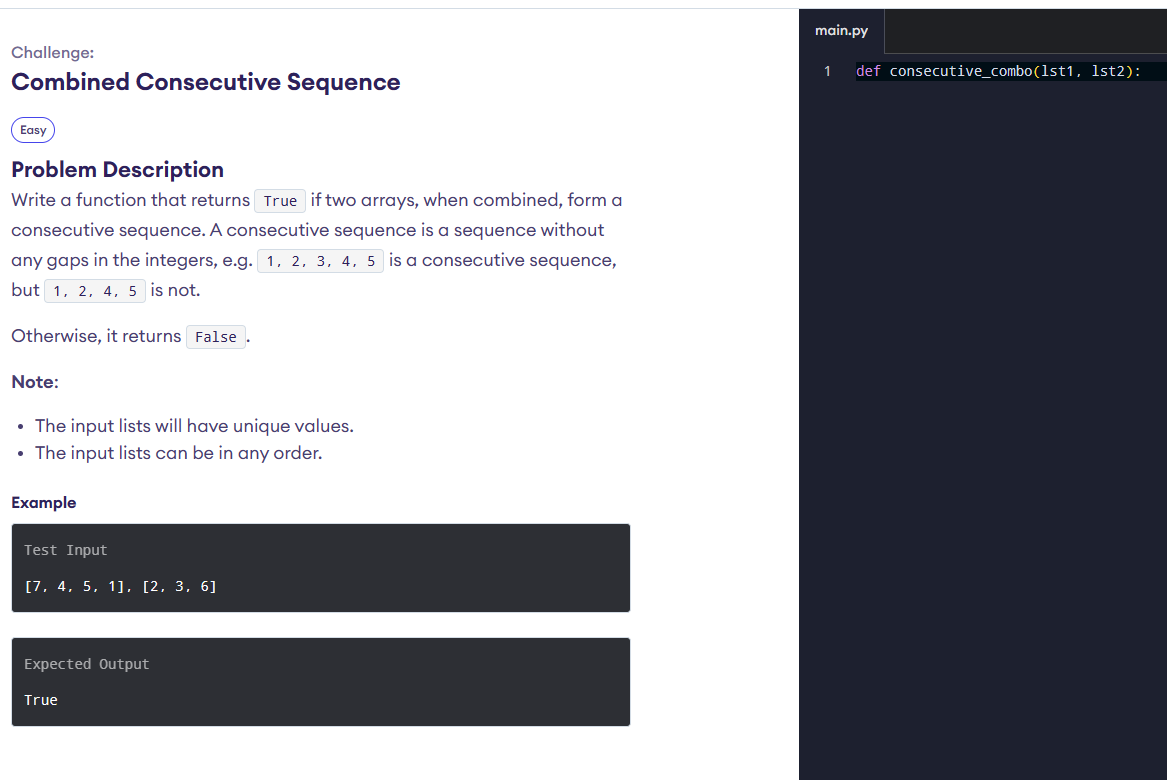 Challenge:
Combined Consecutive Sequence
Easy
Problem Description
Write a function that returns True if two arrays, when combined, form a
consecutive sequence. A consecutive sequence is a sequence without
any gaps in the integers, e.g. 1, 2, 3, 4, 5 is a consecutive sequence,
but 1, 2, 4, 5 is not.
Otherwise, it returns False.
Note:
• The input lists will have unique values.
• The input lists can be in any order.
Example
Test Input
[7, 4, 5, 1], [2, 3, 6]
Expected Output
True
main.py
1 def consecutive_combo(lst1, lst2):